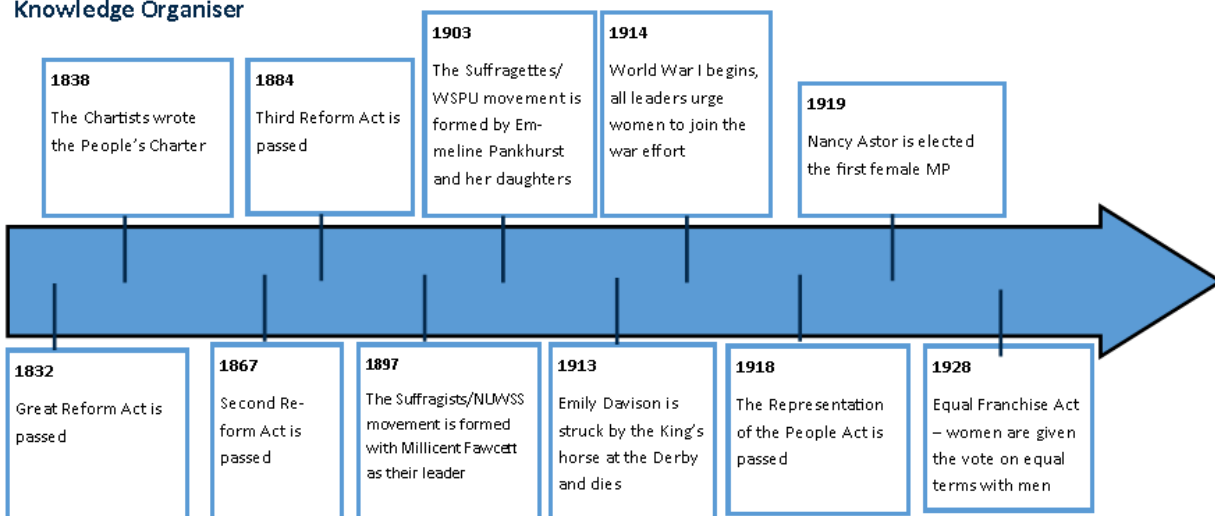 Knowledge Organiser
1838
The Chartists wrote
the People's Charter
1884
Third Reform Act is
passed
1903
The Suffragettes/
WSPU movement is
formed by Em-
meline Pankhurst
and her daughters
1914
World War I begins,
all leaders urge
women to join the
war effort
1919
Nancy Astor is elected
the first female MP
1832
Great Reform Act is
passed
1867
Second Re-
form Act is
passed
1897
The Suffragists/NUWSS
movement is formed
with Millicent Fawcett
as their leader
1913
Emily Davison is
struck by the King's
horse at the Derby
and dies
1918
The Representation
of the People Act is
passed
1928
Equal Franchise Act
– women are given
the vote on equal
terms with men